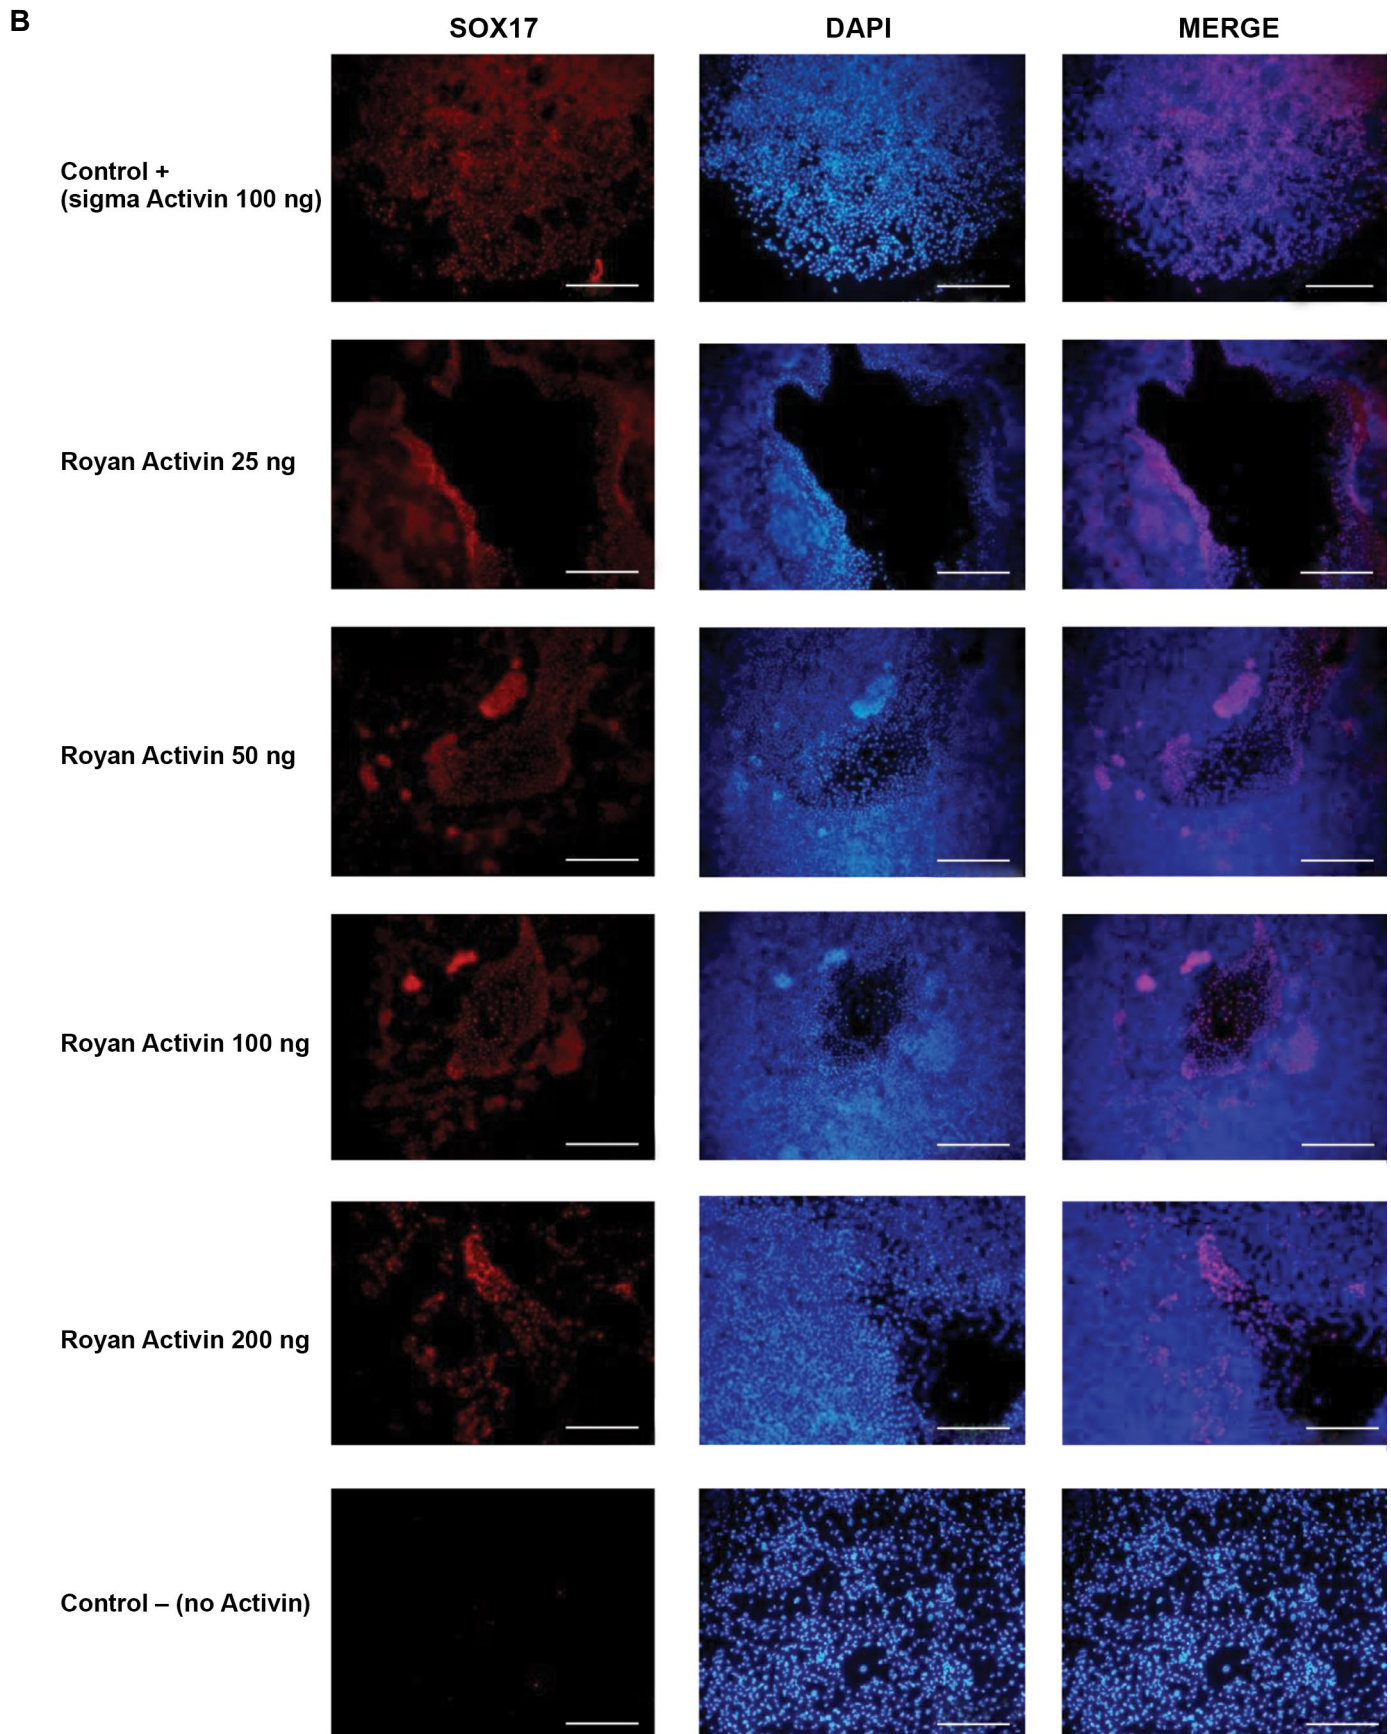 B
SOX17 DAPI MERGE
Control +
(sigma Activin 100 ng)
Royan Activin 25 ng
Royan Activin 50 ng
Royan Activin 100 ng
Royan Activin 200 ng
Control – (no Activin)